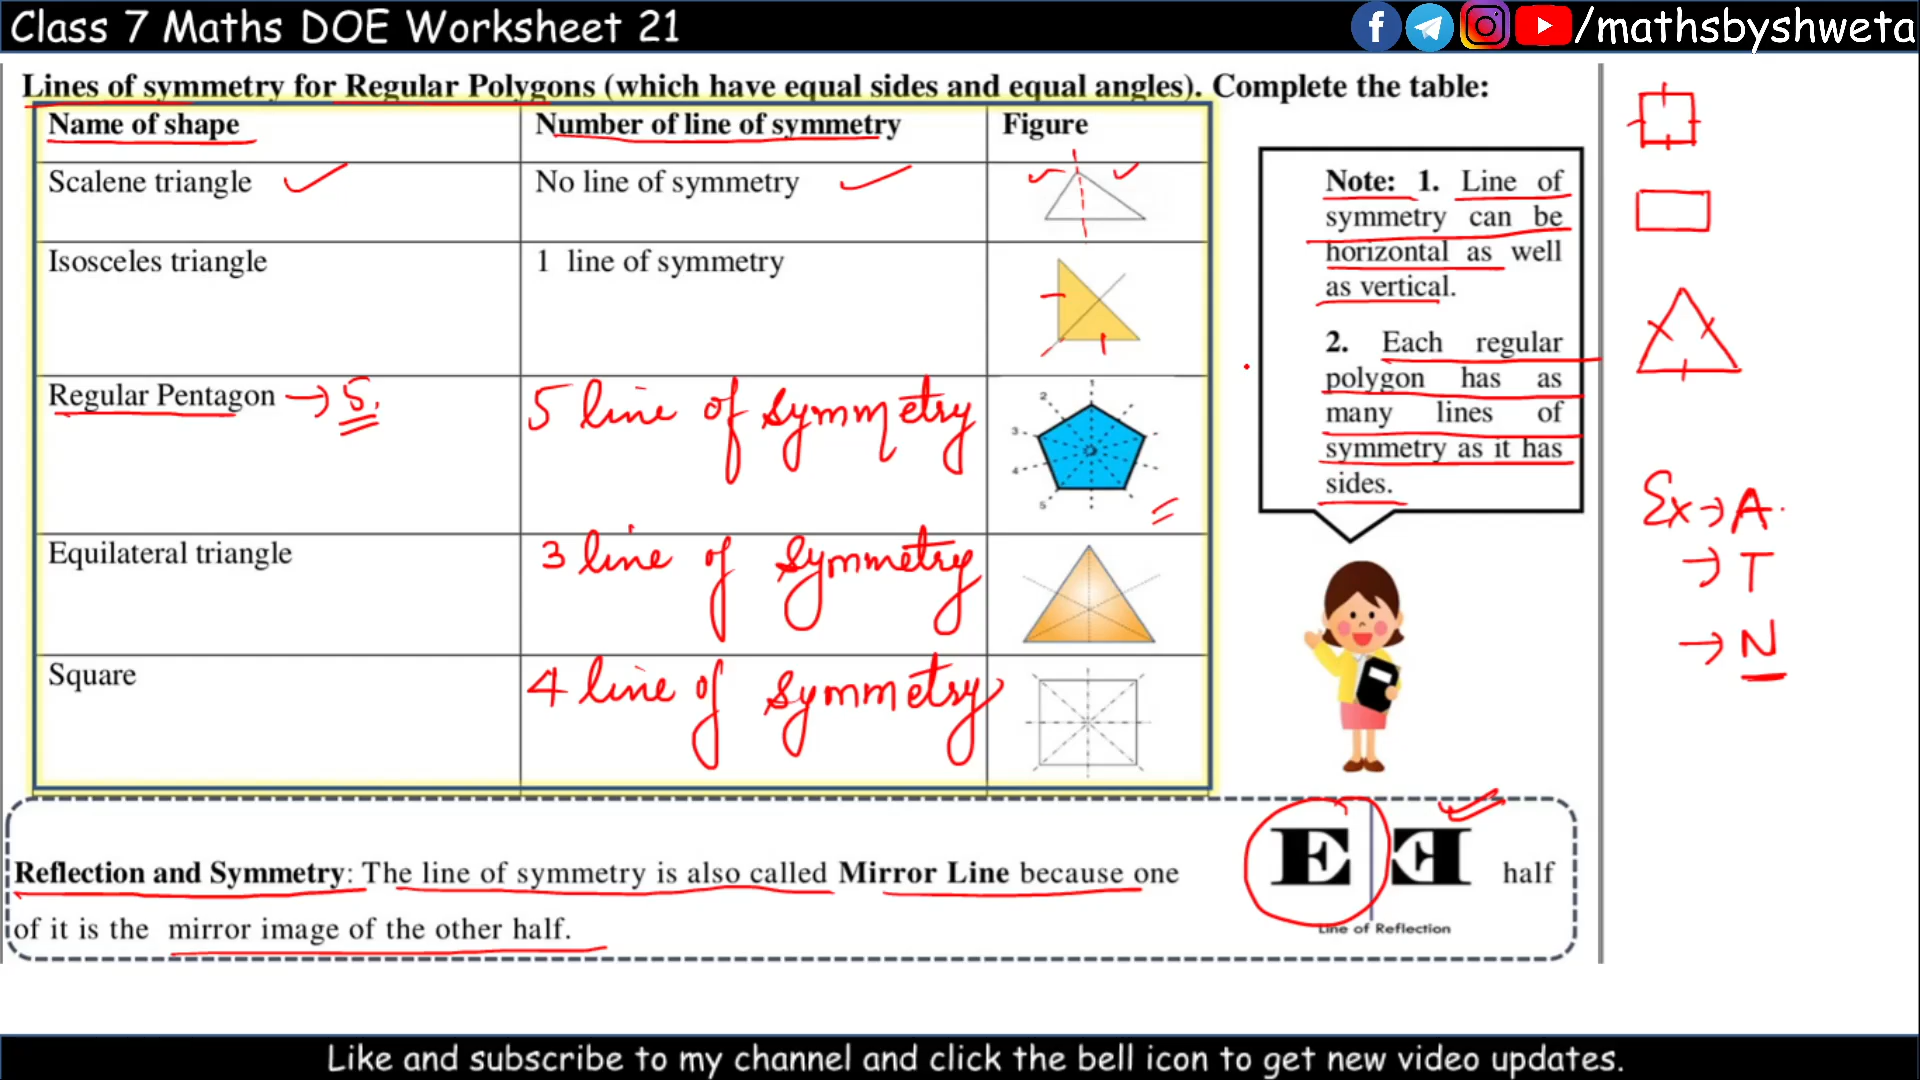 Class 7 Maths DOE Worksheet 21
/mathsbyshweta
Lines of symmetry for Regular Polygons (which have equal sides and equal angles). Complete the table:
Name of shape Number of line of symmetry Figure
Scalene triangle No line of symmetry
Isosceles triangle 1 line of symmetry
Regular Pentagon → 5. 5 line of symmetry
1
2
3
4
5
Equilateral triangle 3 line of symmetry
Square 4 line of symmetry
Note: 1. Line of
symmetry can be
horizontal as well
as vertical.
2. Each regular
polygon has as
many lines of
symmetry as it has
sides.
Ex → A.
→ T
→ N
Reflection and Symmetry: The line of symmetry is also called Mirror Line because one E E half
of it is the mirror image of the other half.
Line of Reflection
Like and subscribe to my channel and click the bell icon to get new video updates.